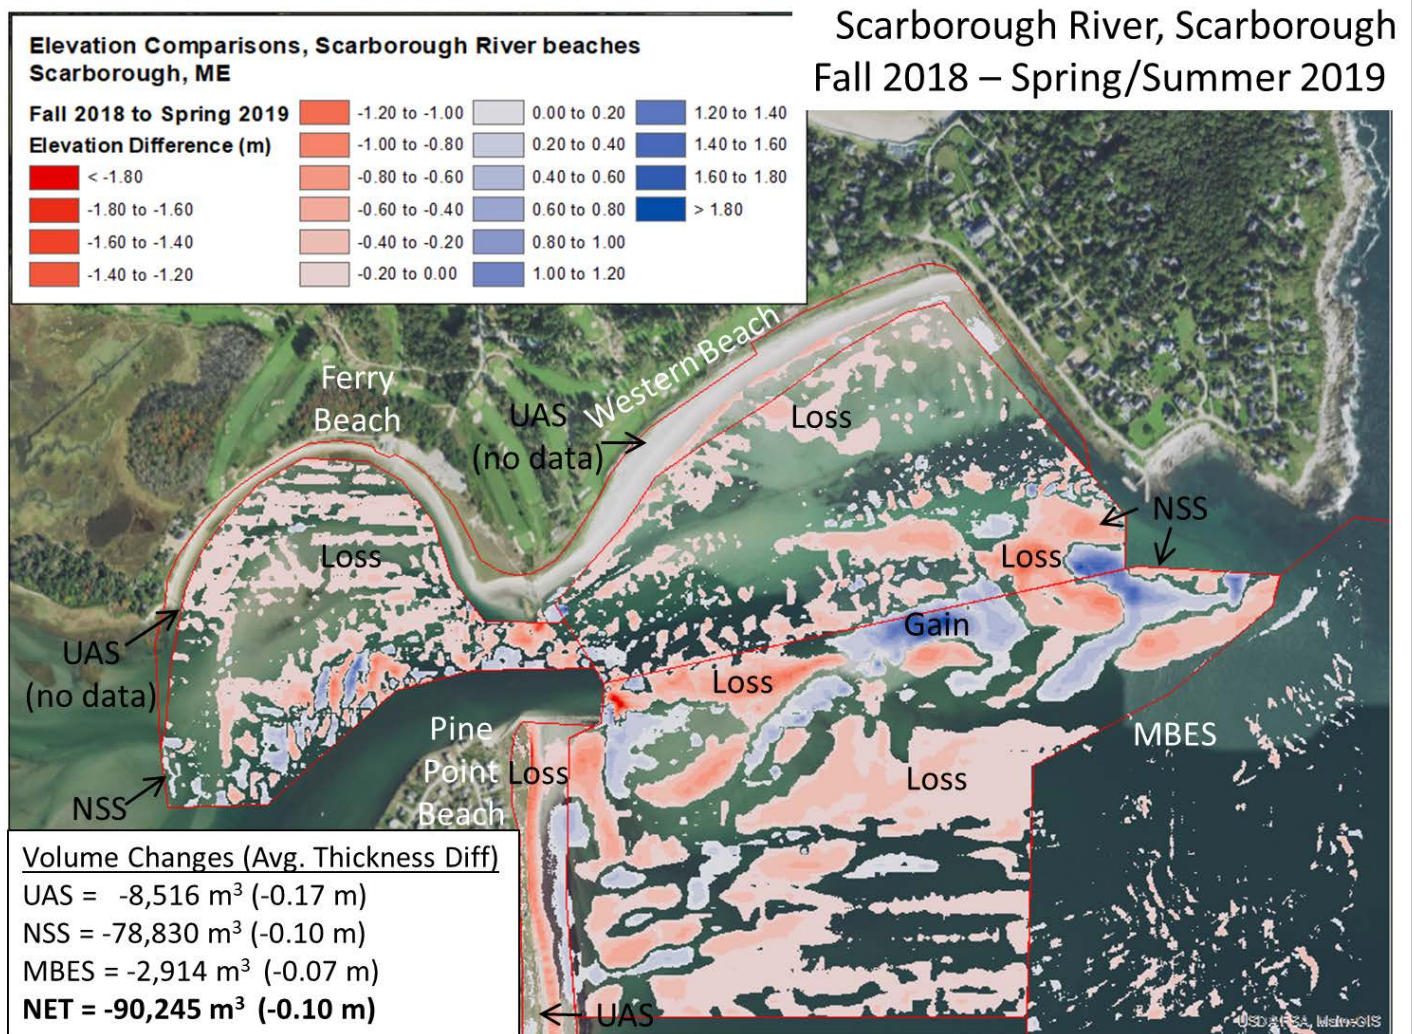 Scarborough River, Scarborough
Fall 2018 – Spring/Summer 2019
Elevation Comparisons, Scarborough River beaches
Scarborough, ME
Fall 2018 to Spring 2019
Elevation Difference (m)
< -1.80
-1.80 to -1.60
-1.60 to -1.40
-1.40 to -1.20
-1.20 to -1.00
-1.00 to -0.80
-0.80 to -0.60
-0.60 to -0.40
-0.40 to -0.20
-0.20 to 0.00
0.00 to 0.20
0.20 to 0.40
0.40 to 0.60
0.60 to 0.80
0.80 to 1.00
1.00 to 1.20
1.20 to 1.40
1.40 to 1.60
1.60 to 1.80
> 1.80
Ferry
Beach
UAS
(no data)
Western Beach
Loss
Loss
NSS
Loss
Gain
UAS
(no data)
Loss
Pine
Point
Beach
Loss
MBES
Loss
NSS
UAS
Volume Changes (Avg. Thickness Diff)
UAS = -8,516 m³ (-0.17 m)
NSS = -78,830 m³ (-0.10 m)
MBES = -2,914 m³ (-0.07 m)
NET = -90,245 m³ (-0.10 m)